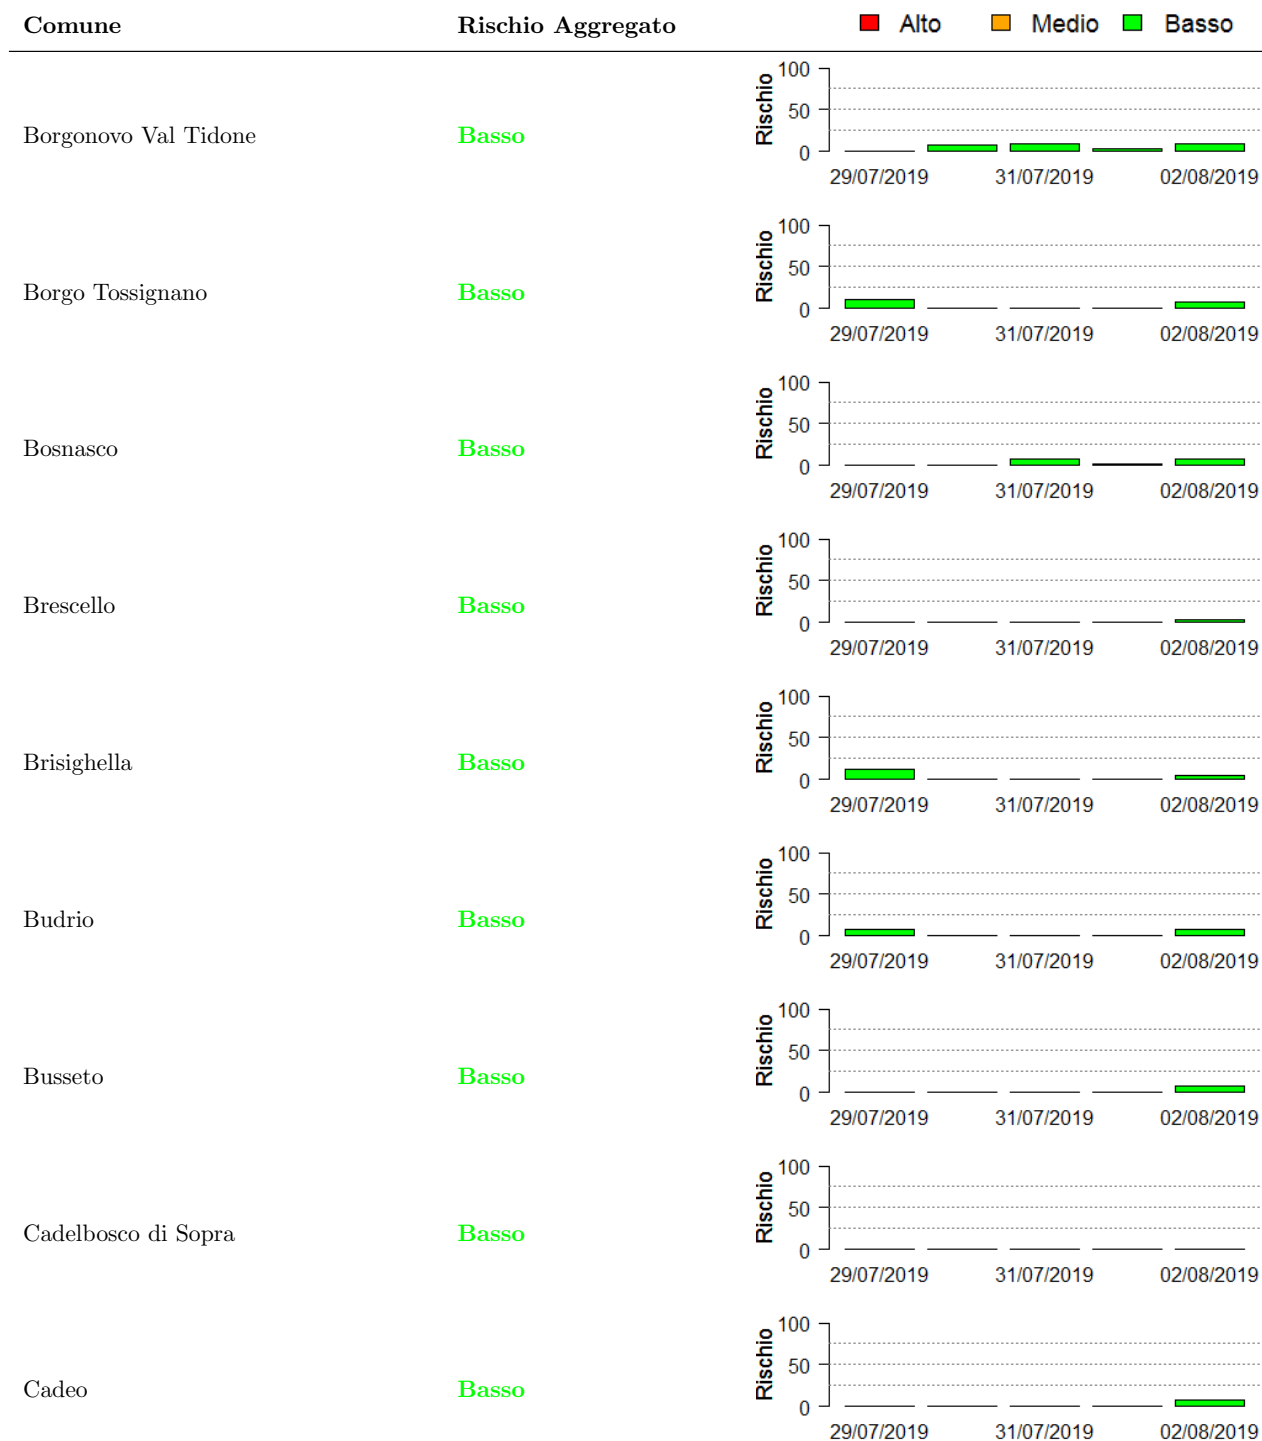 Comune Rischio Aggregato Alto Medio Basso
Borgonovo Val Tidone Basso
Rischio
100
50
0
29/07/2019 31/07/2019 02/08/2019
Borgo Tossignano Basso
Rischio
100
50
0
29/07/2019 31/07/2019 02/08/2019
Bosnasco Basso
Rischio
100
50
0
29/07/2019 31/07/2019 02/08/2019
Brescello Basso
Rischio
100
50
0
29/07/2019 31/07/2019 02/08/2019
Brisighella Basso
Rischio
100
50
0
29/07/2019 31/07/2019 02/08/2019
Budrio Basso
Rischio
100
50
0
29/07/2019 31/07/2019 02/08/2019
Busseto Basso
Rischio
100
50
0
29/07/2019 31/07/2019 02/08/2019
Cadelbosco di Sopra Basso
Rischio
100
50
0
29/07/2019 31/07/2019 02/08/2019
Cadeo Basso
Rischio
100
50
0
29/07/2019 31/07/2019 02/08/2019